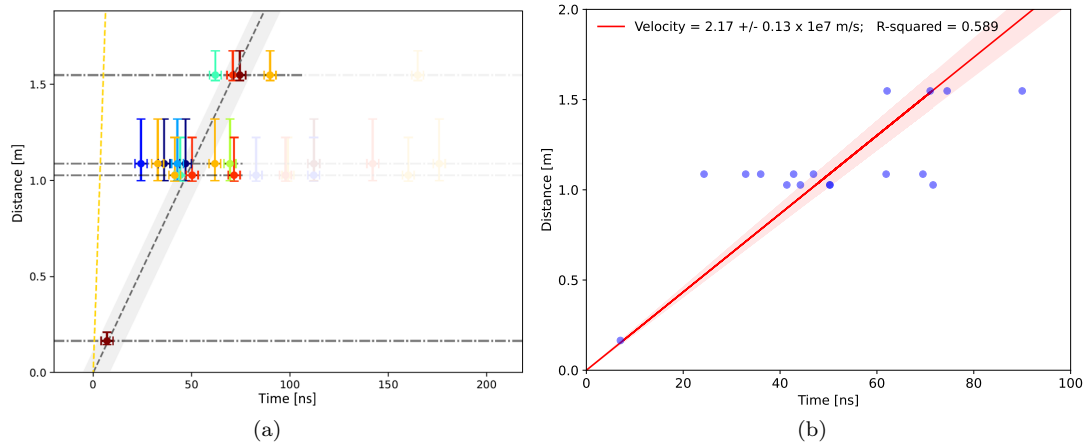 Distance [m]
1.5
1.0
0.5
0.0
0
50
100
150
200
Time [ns]
(a)
Velocity = 2.17 +/- 0.13 x 1e7 m/s;   R-squared = 0.589
Distance [m]
2.0
1.5
1.0
0.5
0.0
0
20
40
60
80
100
Time [ns]
(b)